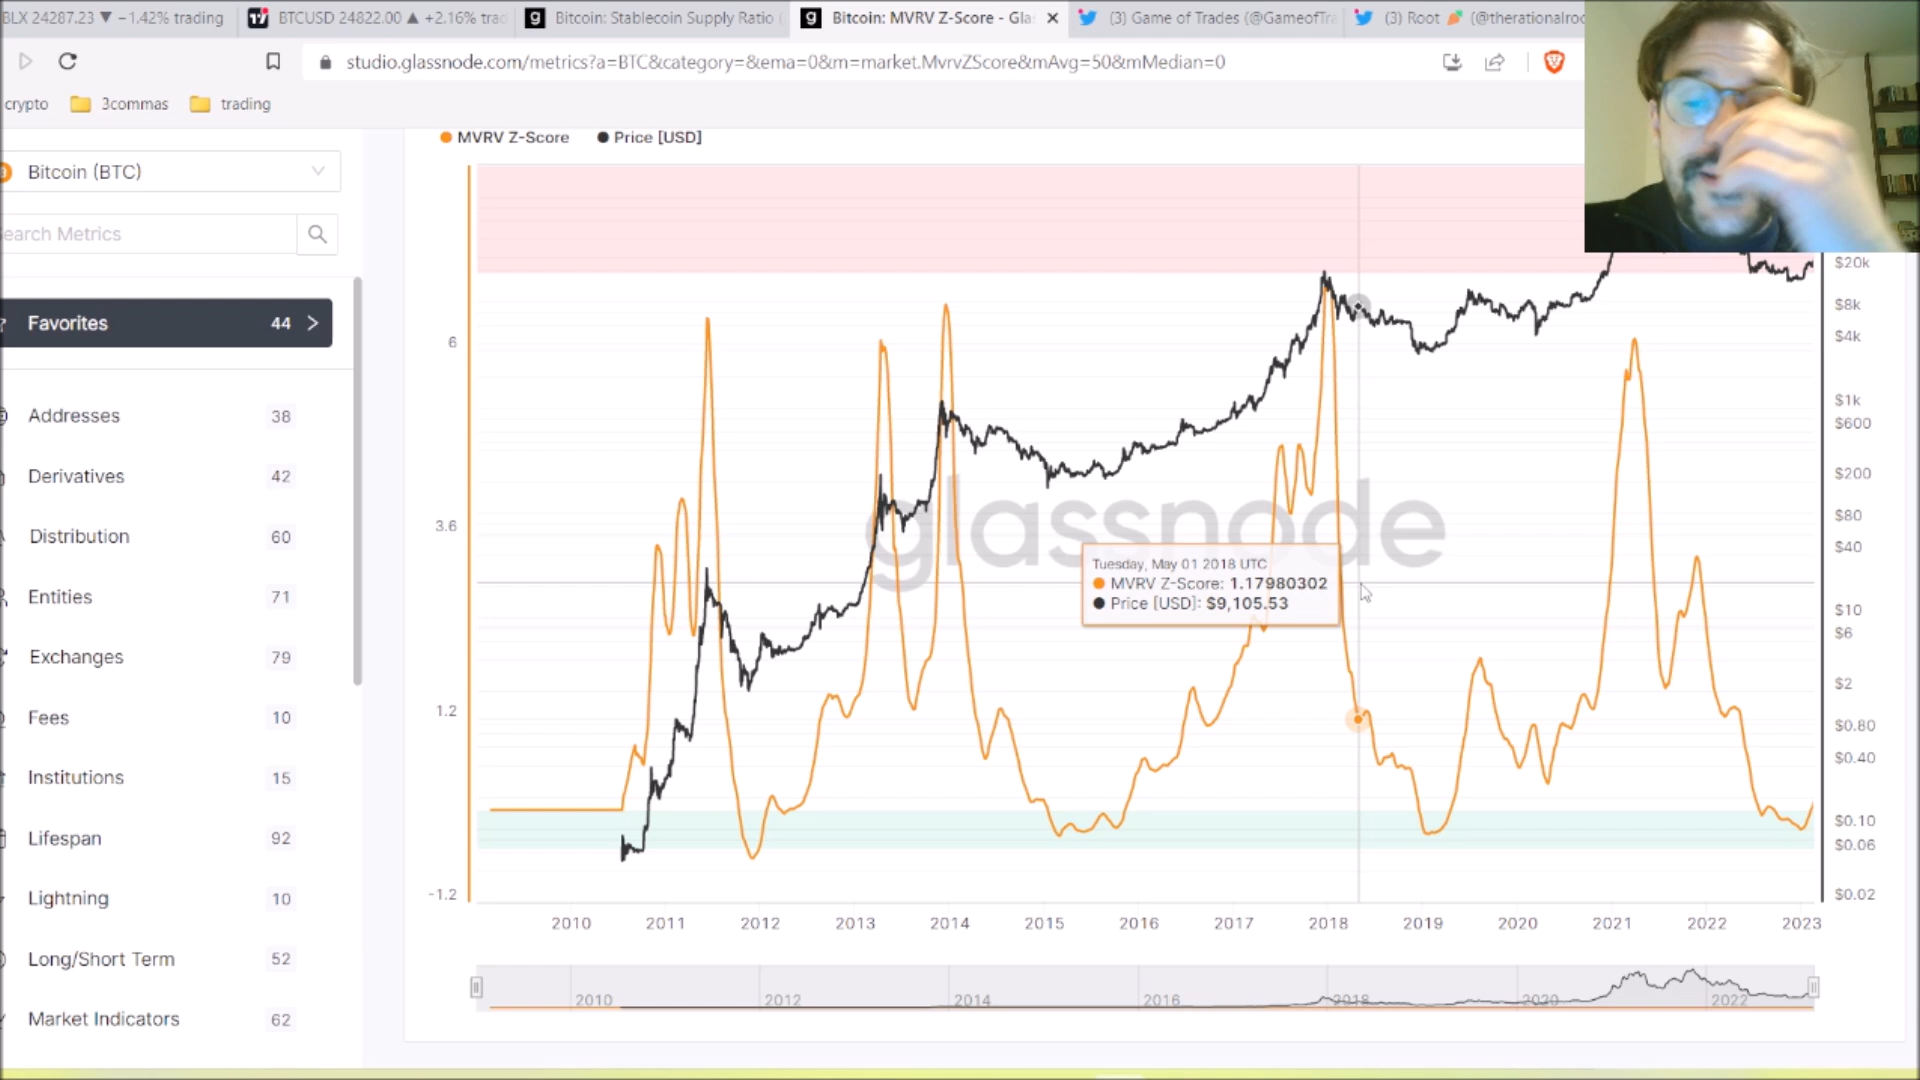 BLX 24287.23 ▼ −1.42% trading
BTCUSD 24822.00 ▲ +2.16%
Bitcoin: Stablecoin Supply Ratio
Bitcoin: MVRV Z-Score - Gla
(3) Game of Trades (@GameofTra
(3) Root 🥕 (@therationalroo
studio.glassnode.com/metrics?a=BTC&category=&ema=0&m=market.MvrvZScore&mAvg=50&mMedian=0
crypto
3commas
trading
Bitcoin (BTC)
Search Metrics
Favorites 44
Addresses 38
Derivatives 42
Distribution 60
Entities 71
Exchanges 79
Fees 10
Institutions 15
Lifespan 92
Lightning 10
Long/Short Term 52
Market Indicators 62
MVRV Z-Score
Price [USD]
6
3.6
1.2
-1.2
glassnode
Tuesday, May 01 2018 UTC
MVRV Z-Score: 1.17980302
Price [USD]: $9,105.53
$20k
$8k
$4k
$1k
$600
$200
$80
$40
$10
$6
$2
$0.80
$0.40
$0.10
$0.06
$0.02
2010 2011 2012 2013 2014 2015 2016 2017 2018 2019 2020 2021 2022 2023
2010 2012 2014 2016 2018 2020 2022